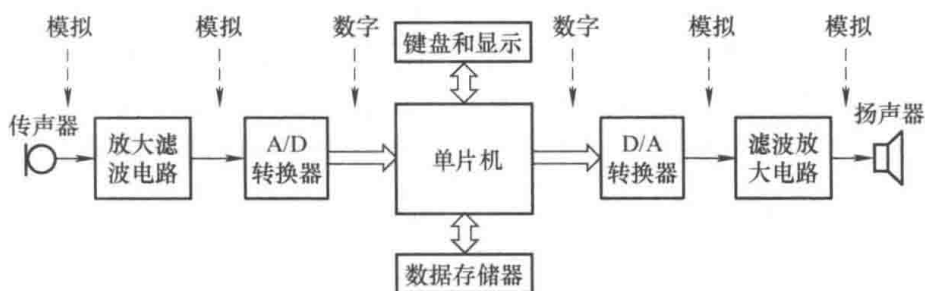 模拟
模拟
数字
键盘和显示
数字
模拟
模拟
传声器
放大滤
波电路
A/D
转换器
单片机
D/A
转换器
滤波放
大电路
扬声器
数据存储器